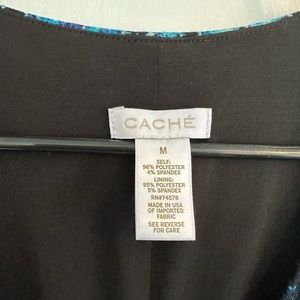 CACHÉ
M
SELF:
96% POLYESTER
4% SPANDEX
LINING:
95% POLYESTER
5% SPANDEX
RN#74578
MADE IN USA
OF IMPORTED
FABRIC
SEE REVERSE
FOR CARE